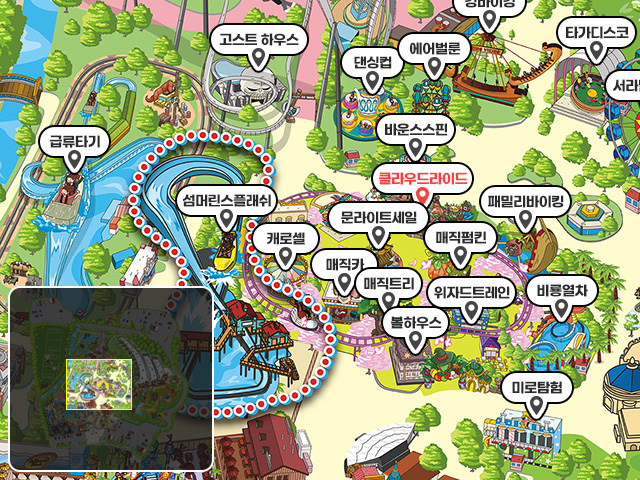 킹바이킹
고스트 하우스
댄싱컵
에어벌룬
타가디스코
급류타기
바운스스핀
클라우드라이드
섬머린스플래쉬
문라이트세일
패밀리바이킹
캐로셀
매직펌킨
매직카
매직트리
위자드트레인
비룡열차
볼하우스
미로탐험